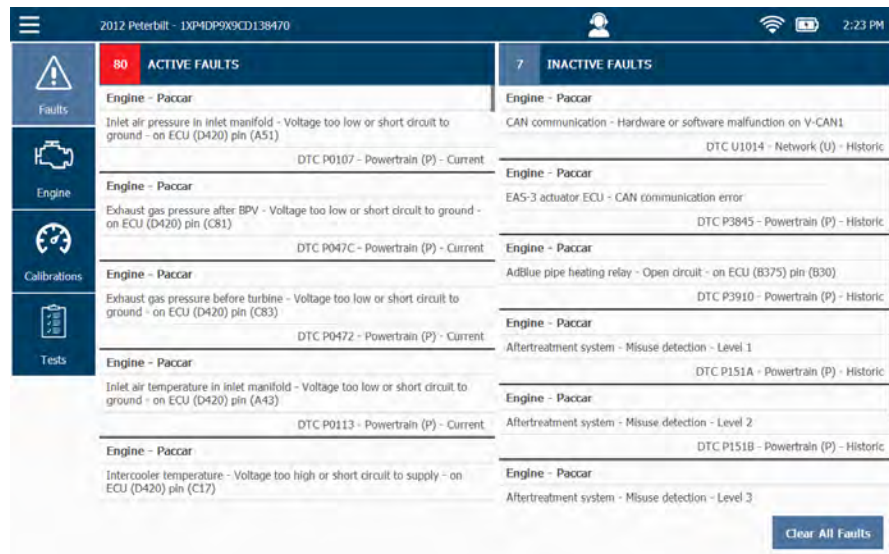 2012 Peterbilt - 1XP4DP9X9CD138470
2:23 PM
Faults
Engine
Calibrations
Tests
80 ACTIVE FAULTS
Engine - Paccar
Inlet air pressure in inlet manifold - Voltage too low or short circuit to
ground - on ECU (D420) pin (A51)
DTC P0107 - Powertrain (P) - Current
Engine - Paccar
Exhaust gas pressure after BPV - Voltage too low or short circuit to ground -
on ECU (D420) pin (C81)
DTC P047C - Powertrain (P) - Current
Engine - Paccar
Exhaust gas pressure before turbine - Voltage too low or short circuit to
ground - on ECU (D420) pin (C83)
DTC P0472 - Powertrain (P) - Current
Engine - Paccar
Inlet air temperature in inlet manifold - Voltage too low or short circuit to
ground - on ECU (D420) pin (A43)
DTC P0113 - Powertrain (P) - Current
Engine - Paccar
Intercooler temperature - Voltage too high or short circuit to supply - on
ECU (D420) pin (C17)
7 INACTIVE FAULTS
Engine - Paccar
CAN communication - Hardware or software malfunction on V-CAN1
DTC U1014 - Network (U) - Historic
Engine - Paccar
EAS-3 actuator ECU - CAN communication error
DTC P3845 - Powertrain (P) - Historic
Engine - Paccar
AdBlue pipe heating relay - Open circuit - on ECU (B375) pin (B30)
DTC P3910 - Powertrain (P) - Historic
Engine - Paccar
Aftertreatment system - Misuse detection - Level 1
DTC P151A - Powertrain (P) - Historic
Engine - Paccar
Aftertreatment system - Misuse detection - Level 2
DTC P151B - Powertrain (P) - Historic
Engine - Paccar
Aftertreatment system - Misuse detection - Level 3
Clear All Faults